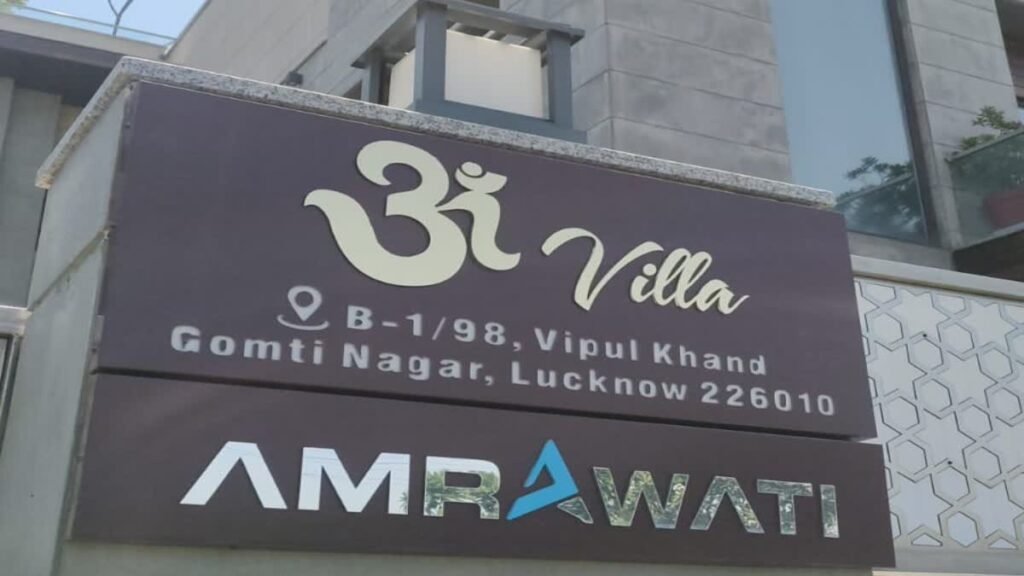 ॐ Villa
B-1/98, Vipul Khand
Gomti Nagar, Lucknow 226010
AMRAWATI